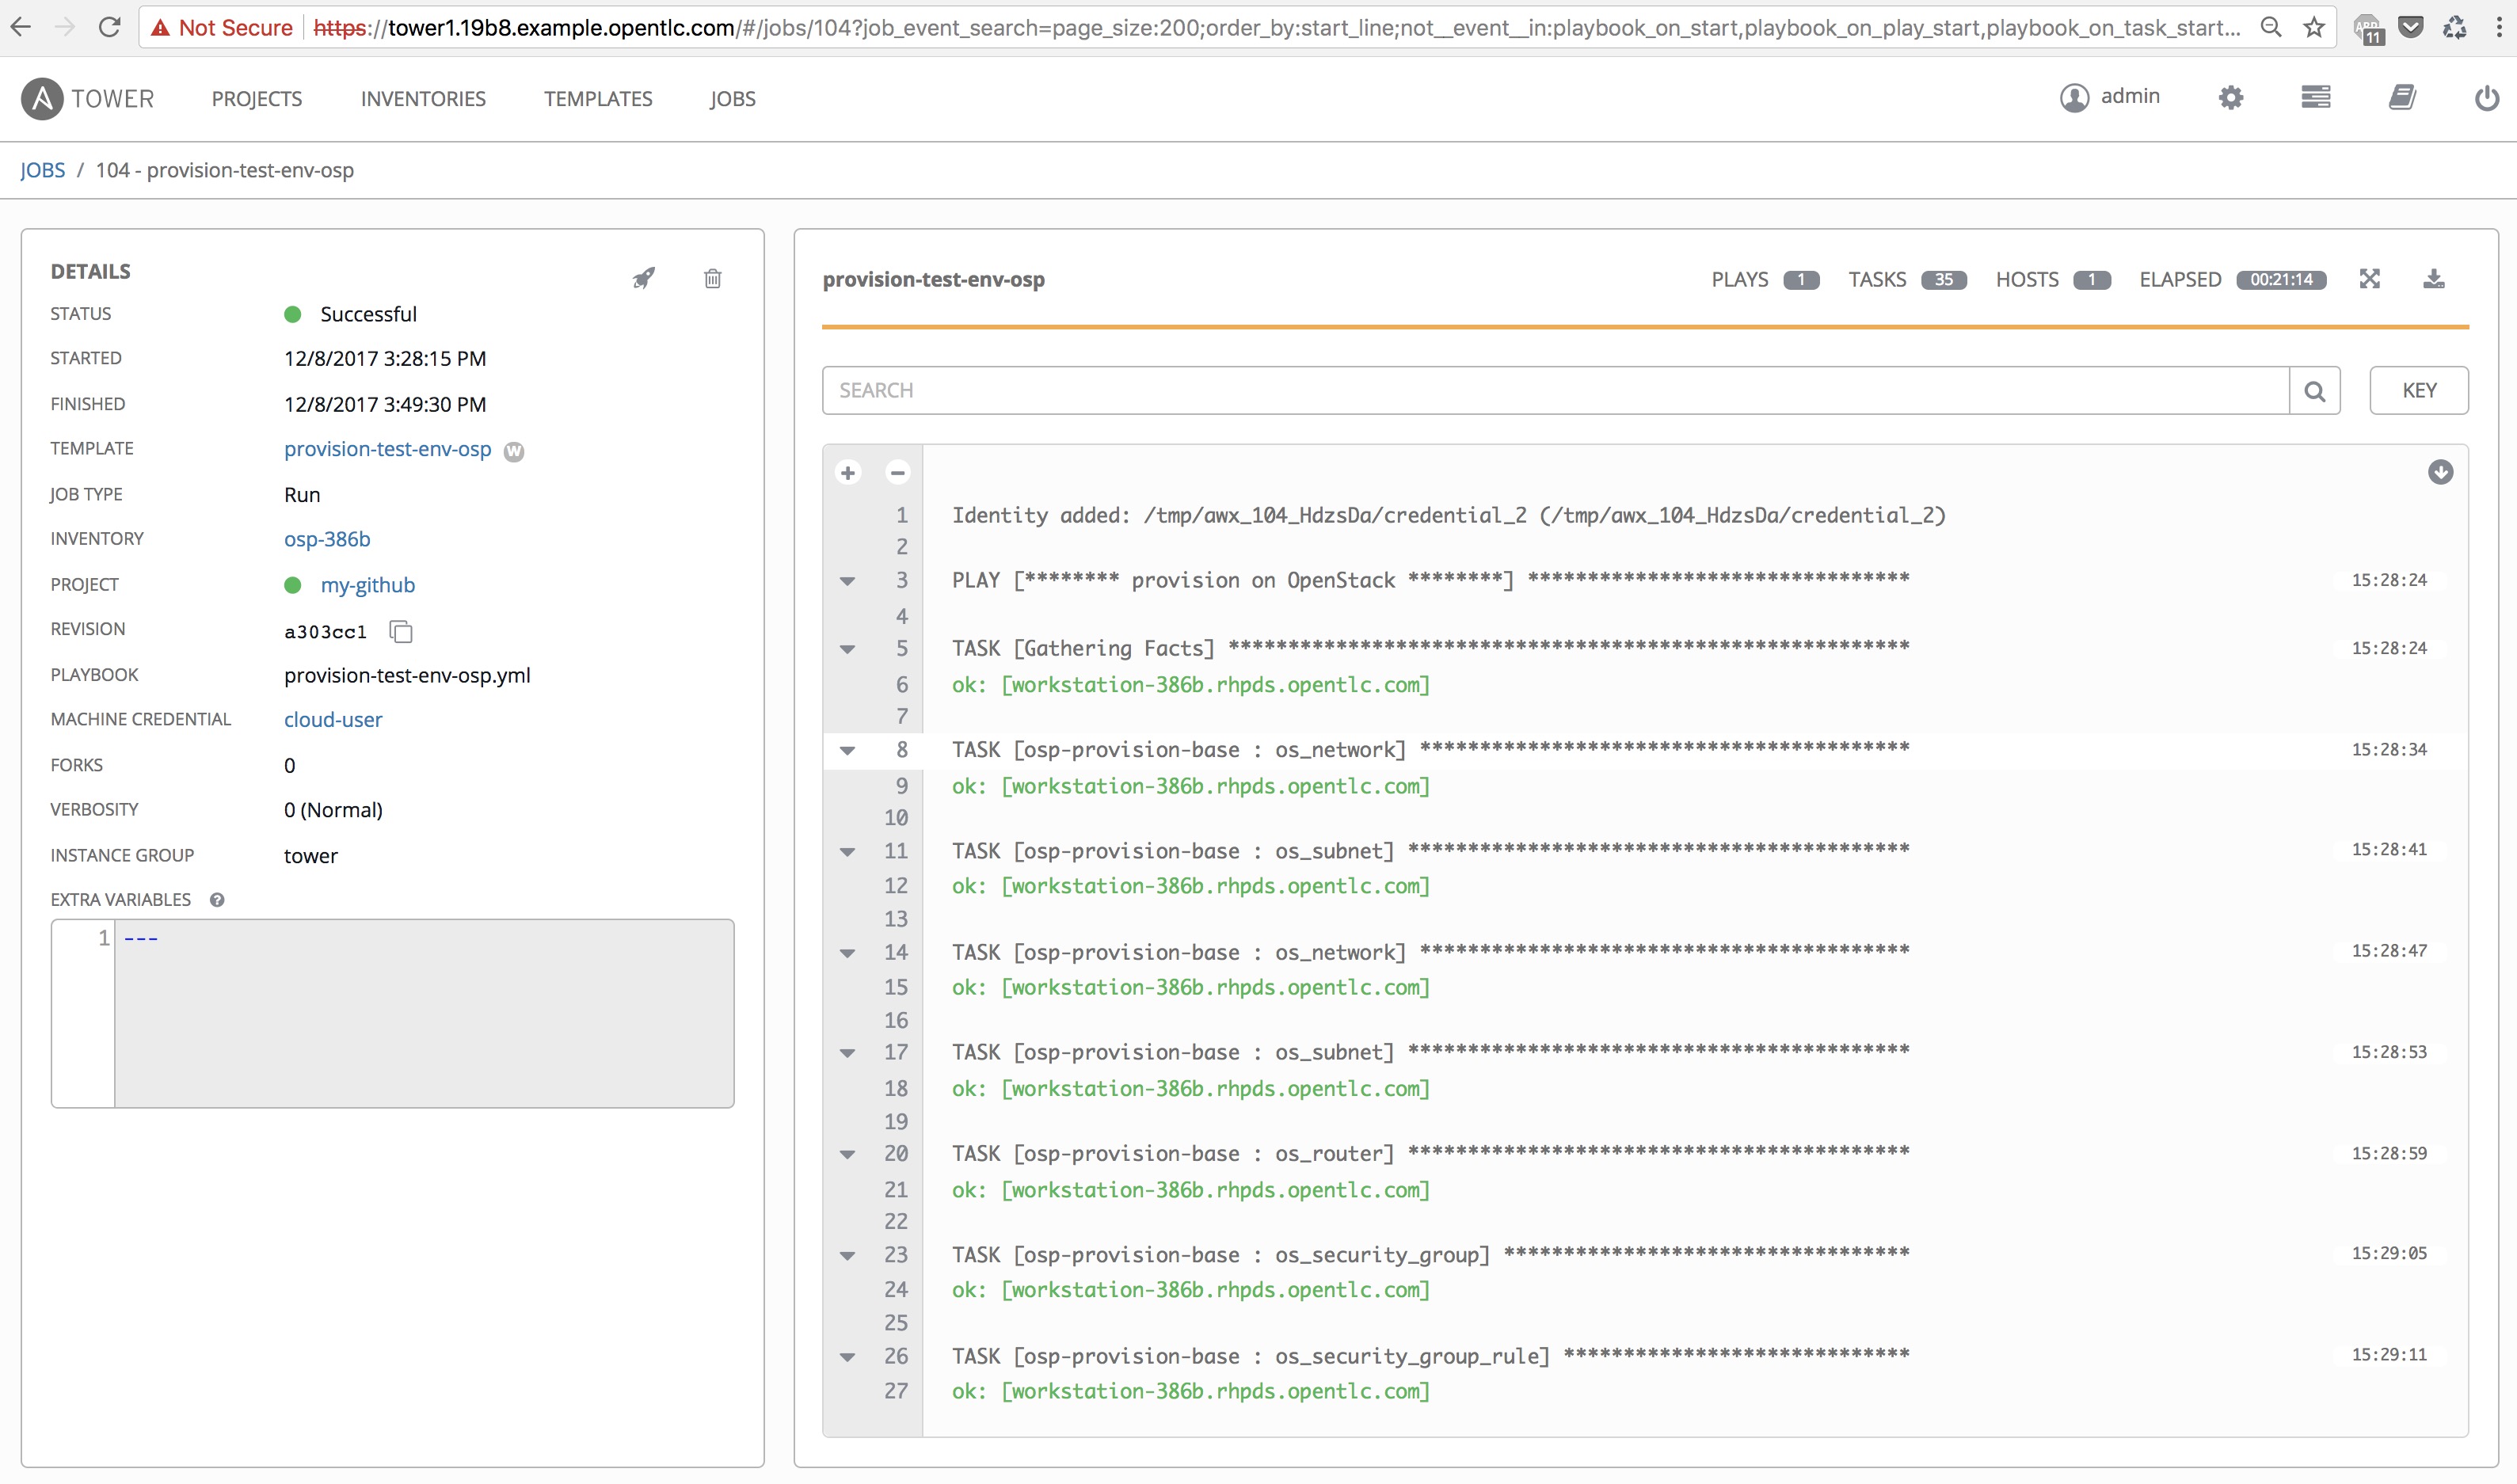 Not Secure https://tower1.19b8.example.opentlc.com/#/jobs/104?job_event_search=page_size:200;order_by:start_line;not__event__in:playbook_on_start,playbook_on_play_start,playbook_on_task_start... ABP 11
A TOWER PROJECTS INVENTORIES TEMPLATES JOBS admin
JOBS / 104 - provision-test-env-osp
DETAILS
STATUS Successful
STARTED 12/8/2017 3:28:15 PM
FINISHED 12/8/2017 3:49:30 PM
TEMPLATE provision-test-env-osp W
JOB TYPE Run
INVENTORY osp-386b
PROJECT my-github
REVISION a303cc1
PLAYBOOK provision-test-env-osp.yml
MACHINE CREDENTIAL cloud-user
FORKS 0
VERBOSITY 0 (Normal)
INSTANCE GROUP tower
EXTRA VARIABLES ?
1 ---
provision-test-env-osp PLAYS 1 TASKS 35 HOSTS 1 ELAPSED 00:21:14
SEARCH KEY
1 Identity added: /tmp/awx_104_HdzsDa/credential_2 (/tmp/awx_104_HdzsDa/credential_2)
2
3 PLAY [******** provision on OpenStack ********] ******************************** 15:28:24
4
5 TASK [Gathering Facts] ********************************************************* 15:28:24
6 ok: [workstation-386b.rhpds.opentlc.com]
7
8 TASK [osp-provision-base : os_network] ***************************************** 15:28:34
9 ok: [workstation-386b.rhpds.opentlc.com]
10
11 TASK [osp-provision-base : os_subnet] ****************************************** 15:28:41
12 ok: [workstation-386b.rhpds.opentlc.com]
13
14 TASK [osp-provision-base : os_network] ***************************************** 15:28:47
15 ok: [workstation-386b.rhpds.opentlc.com]
16
17 TASK [osp-provision-base : os_subnet] ****************************************** 15:28:53
18 ok: [workstation-386b.rhpds.opentlc.com]
19
20 TASK [osp-provision-base : os_router] ****************************************** 15:28:59
21 ok: [workstation-386b.rhpds.opentlc.com]
22
23 TASK [osp-provision-base : os_security_group] ********************************** 15:29:05
24 ok: [workstation-386b.rhpds.opentlc.com]
25
26 TASK [osp-provision-base : os_security_group_rule] ***************************** 15:29:11
27 ok: [workstation-386b.rhpds.opentlc.com]